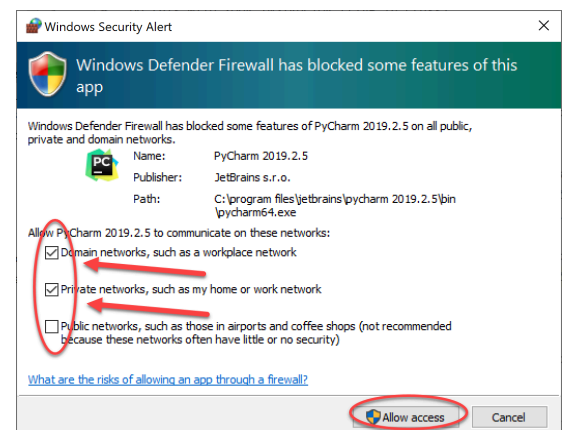 Windows Security Alert
Windows Defender Firewall has blocked some features of this
app
Windows Defender Firewall has blocked some features of PyCharm 2019.2.5 on all public,
private and domain networks.
PC
Name: PyCharm 2019.2.5
Publisher: JetBrains s.r.o.
Path: C:\program files\jetbrains\pycharm 2019.2.5\bin
\pycharm64.exe
Allow PyCharm 2019.2.5 to communicate on these networks:
Domain networks, such as a workplace network
Private networks, such as my home or work network
Public networks, such as those in airports and coffee shops (not recommended
because these networks often have little or no security)
What are the risks of allowing an app through a firewall?
Allow access Cancel